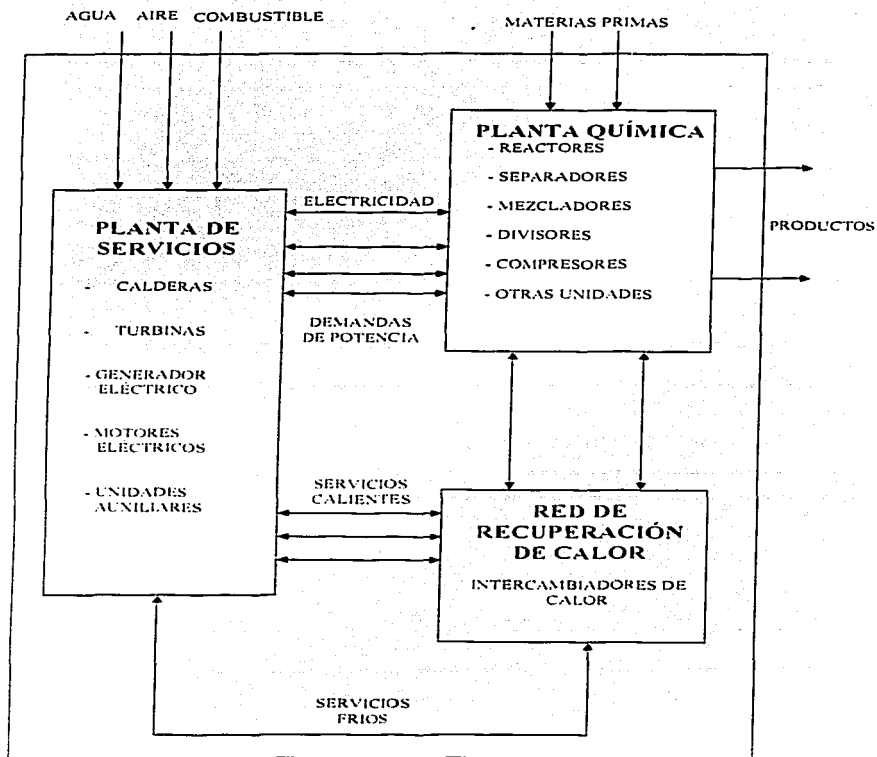 AGUA AIRE COMBUSTIBLE
MATERIAS PRIMAS
PLANTA QUÍMICA
- REACTORES
- SEPARADORES
- MEZCLADORES
- DIVISORES
- COMPRESORES
- OTRAS UNIDADES
PRODUCTOS
PLANTA DE
SERVICIOS
- CALDERAS
- TURBINAS
- GENERADOR
ELÉCTRICO
- MOTORES
ELÉCTRICOS
- UNIDADES
AUXILIARES
ELECTRICIDAD
DEMANDAS
DE POTENCIA
SERVICIOS
CALIENTES
RED DE
RECUPERACIÓN
DE CALOR
INTERCAMBIADORES DE
CALOR
SERVICIOS
FRIOS